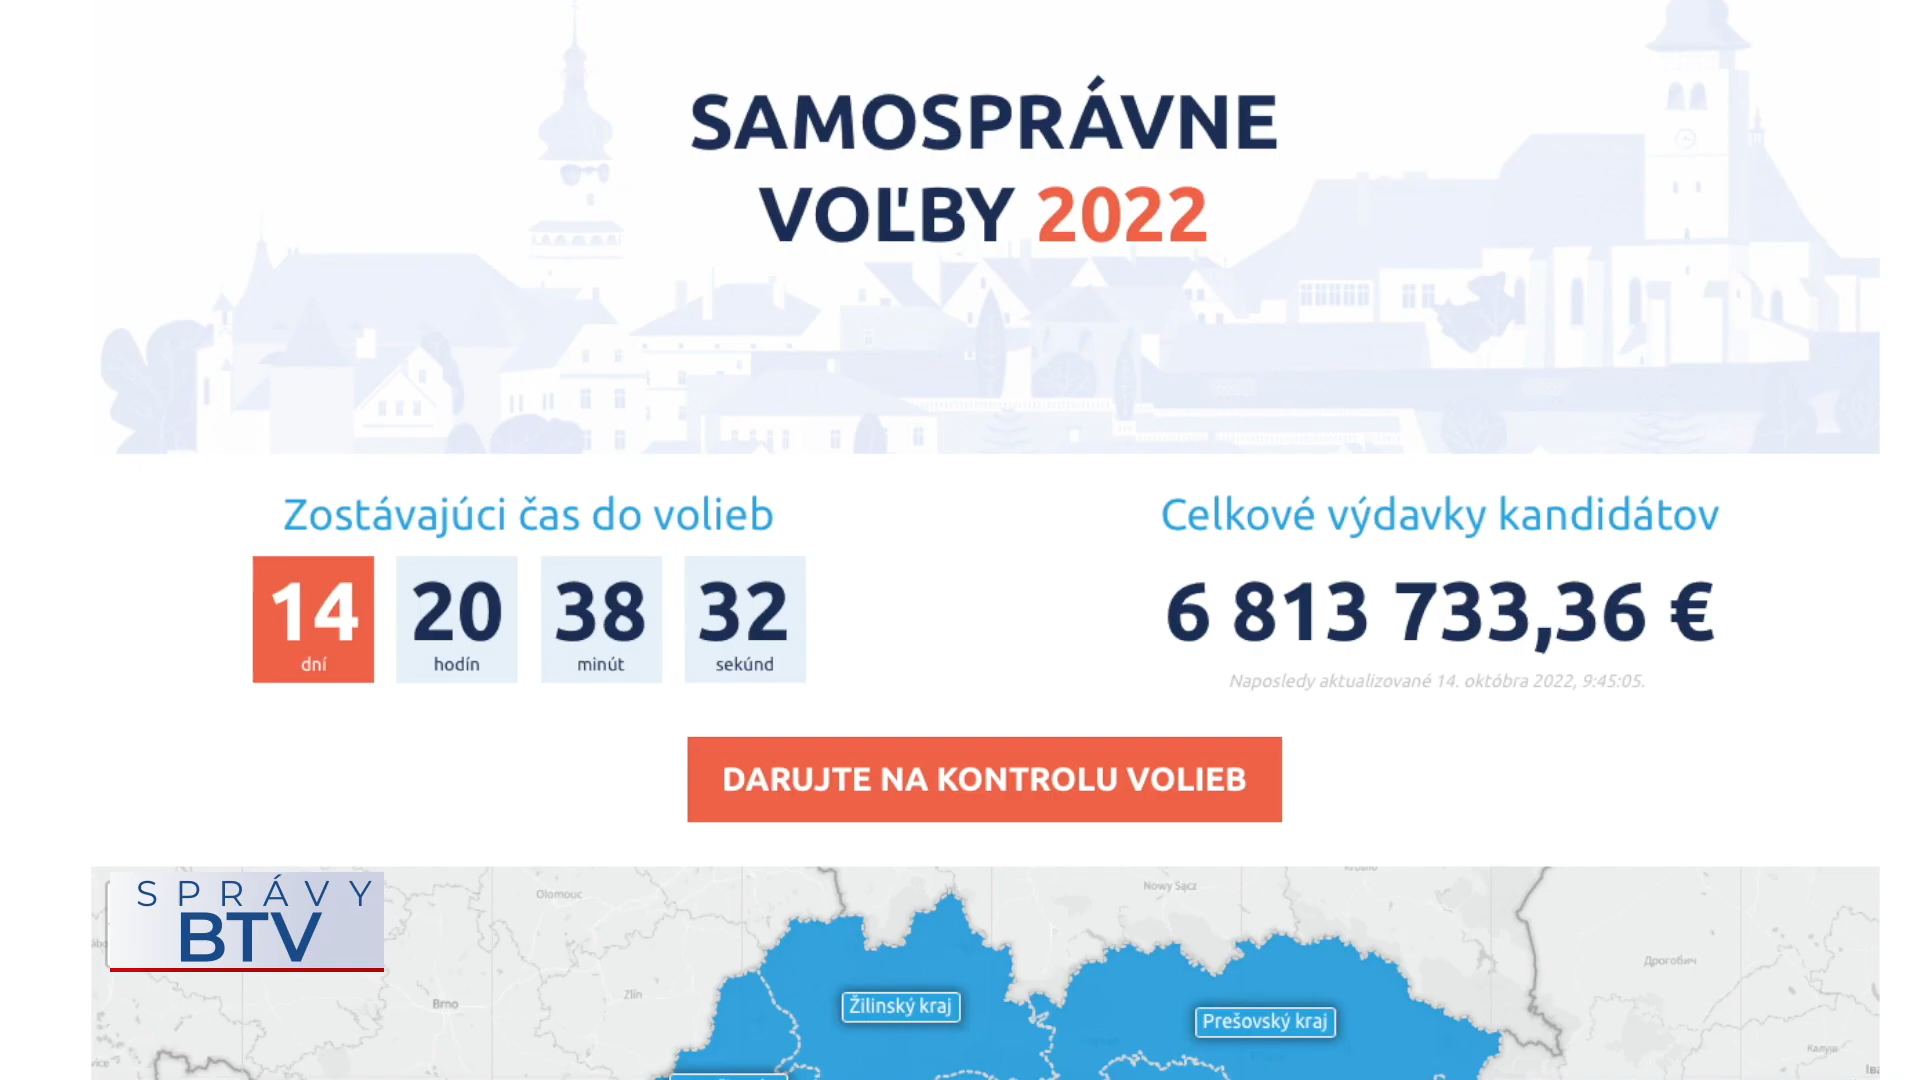 SAMOSPRÁVNE
VOĽBY 2022
Zostávajúci čas do volieb
14 20 38 32
dní hodín minút sekúnd
Celkové výdavky kandidátov
6 813 733,36 €
Naposledy aktualizované 14. októbra 2022, 9:45:05.
DARUJTE NA KONTROLU VOLIEB
SPRÁVY
BTV
Olomouc
Nowy Sącz
Дрогобич
Brno
Zlín
Žilinský kraj
Prešovský kraj
Калуш